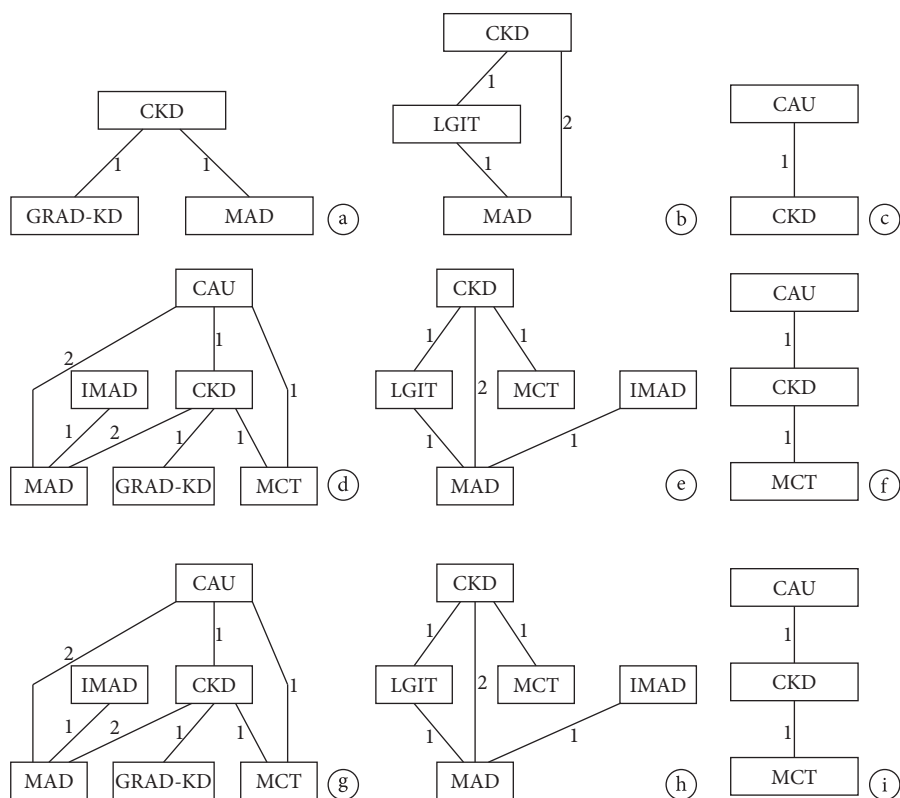 CKD
1
1
GRAD-KD
MAD
a
CKD
1
LGIT
2
1
MAD
b
CAU
1
CKD
c
CAU
2
1
1
IMAD
CKD
1
2
1
1
MAD
GRAD-KD
MCT
d
CKD
1
1
LGIT
2
MCT
IMAD
1
1
MAD
e
CAU
1
CKD
1
MCT
f
CAU
2
1
1
IMAD
CKD
1
2
1
1
MAD
GRAD-KD
MCT
g
CKD
1
1
LGIT
2
MCT
IMAD
1
1
MAD
h
CAU
1
CKD
1
MCT
i